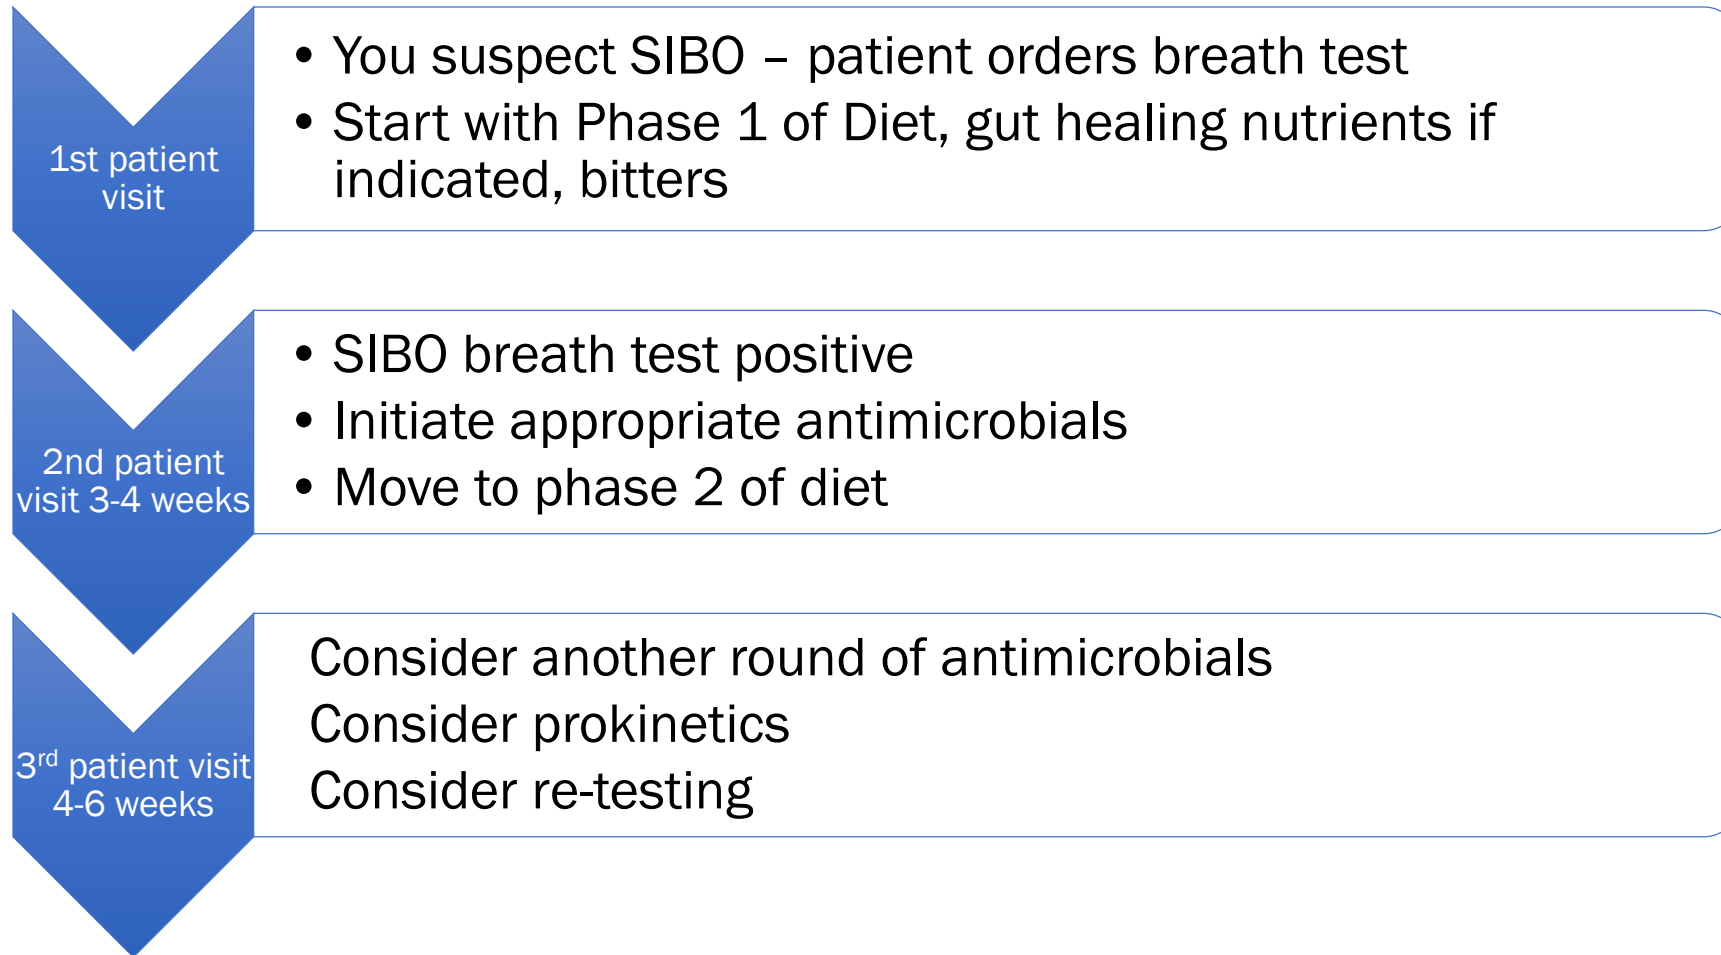 1st patient
visit
• You suspect SIBO – patient orders breath test
• Start with Phase 1 of Diet, gut healing nutrients if
indicated, bitters
2nd patient
visit 3-4 weeks
• SIBO breath test positive
• Initiate appropriate antimicrobials
• Move to phase 2 of diet
3rd patient visit
4-6 weeks
Consider another round of antimicrobials
Consider prokinetics
Consider re-testing